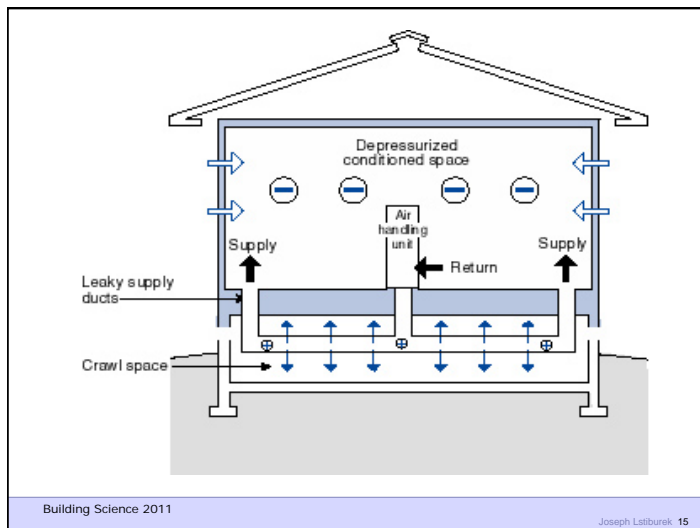 Depressurized
conditioned space
Air
handling
unit
Supply
Supply
Return
Leaky supply
ducts
Crawl space
Building Science 2011
Joseph Lstiburek 15